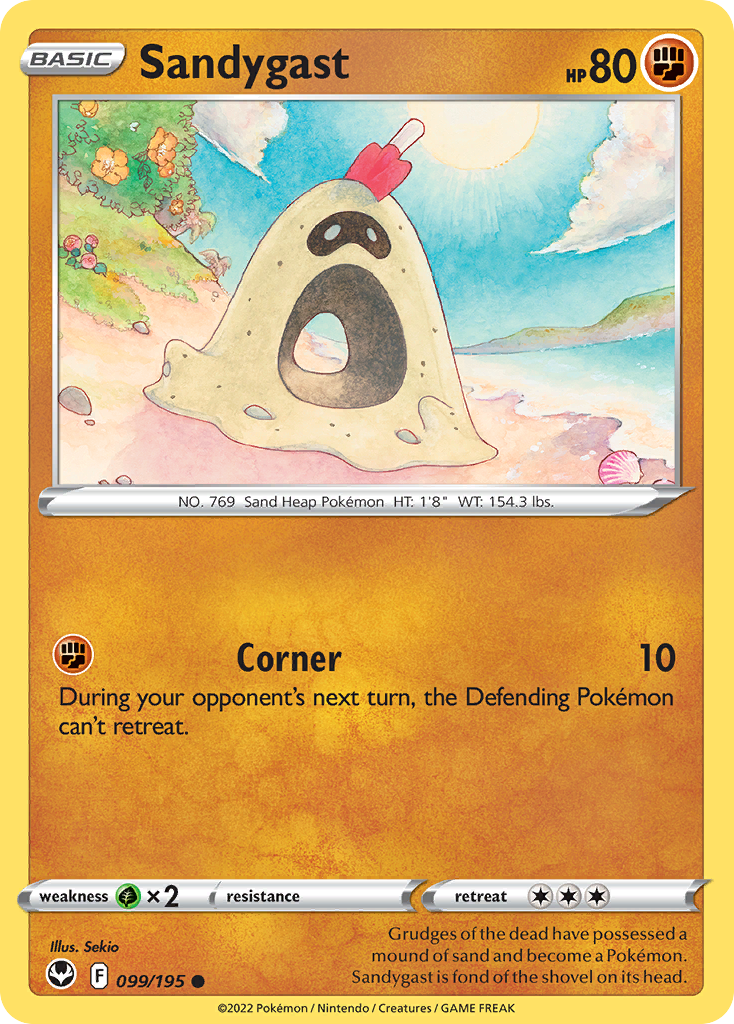 BASIC Sandygast HP 80
NO. 769 Sand Heap Pokémon HT: 1'8" WT: 154.3 lbs.
Corner 10
During your opponent's next turn, the Defending Pokémon
can't retreat.
weakness ×2 resistance retreat
Illus. Sekio
Grudges of the dead have possessed a
mound of sand and become a Pokémon.
Sandygast is fond of the shovel on its head.
F 099/195
©2022 Pokémon / Nintendo / Creatures / GAME FREAK